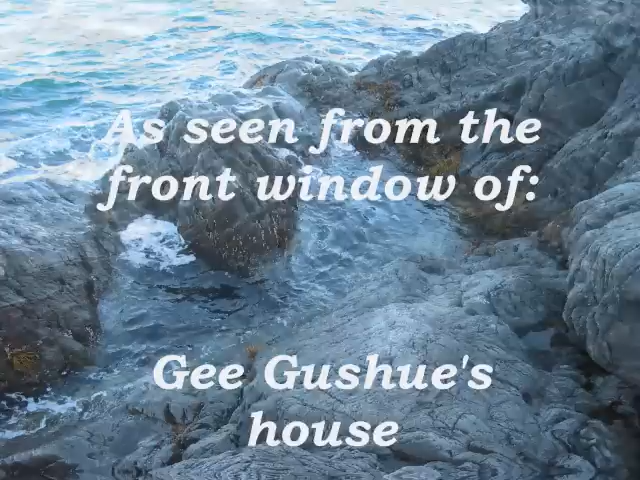 As seen from the
front window of:
Gee Gushue's
house